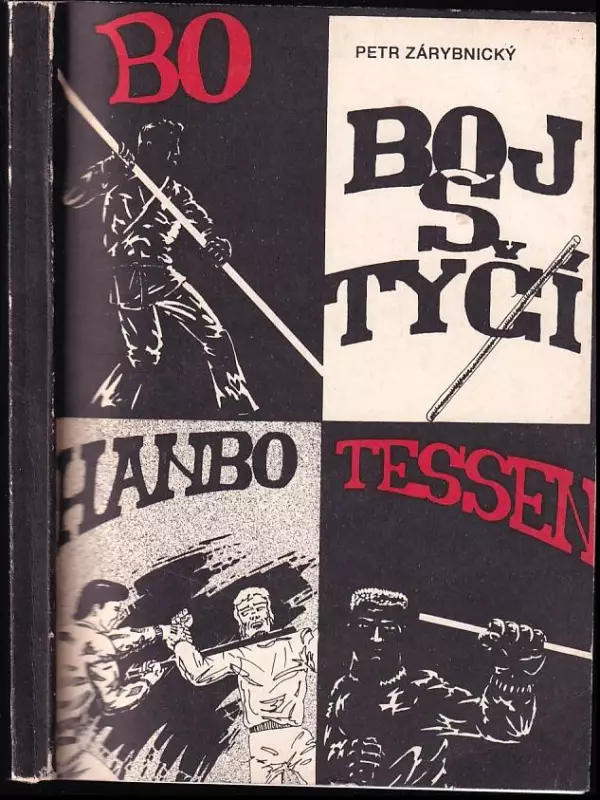 BO
PETR ZÁRYBNICKÝ
BOJ
S
TYČÍ
HANBO
TESSEN